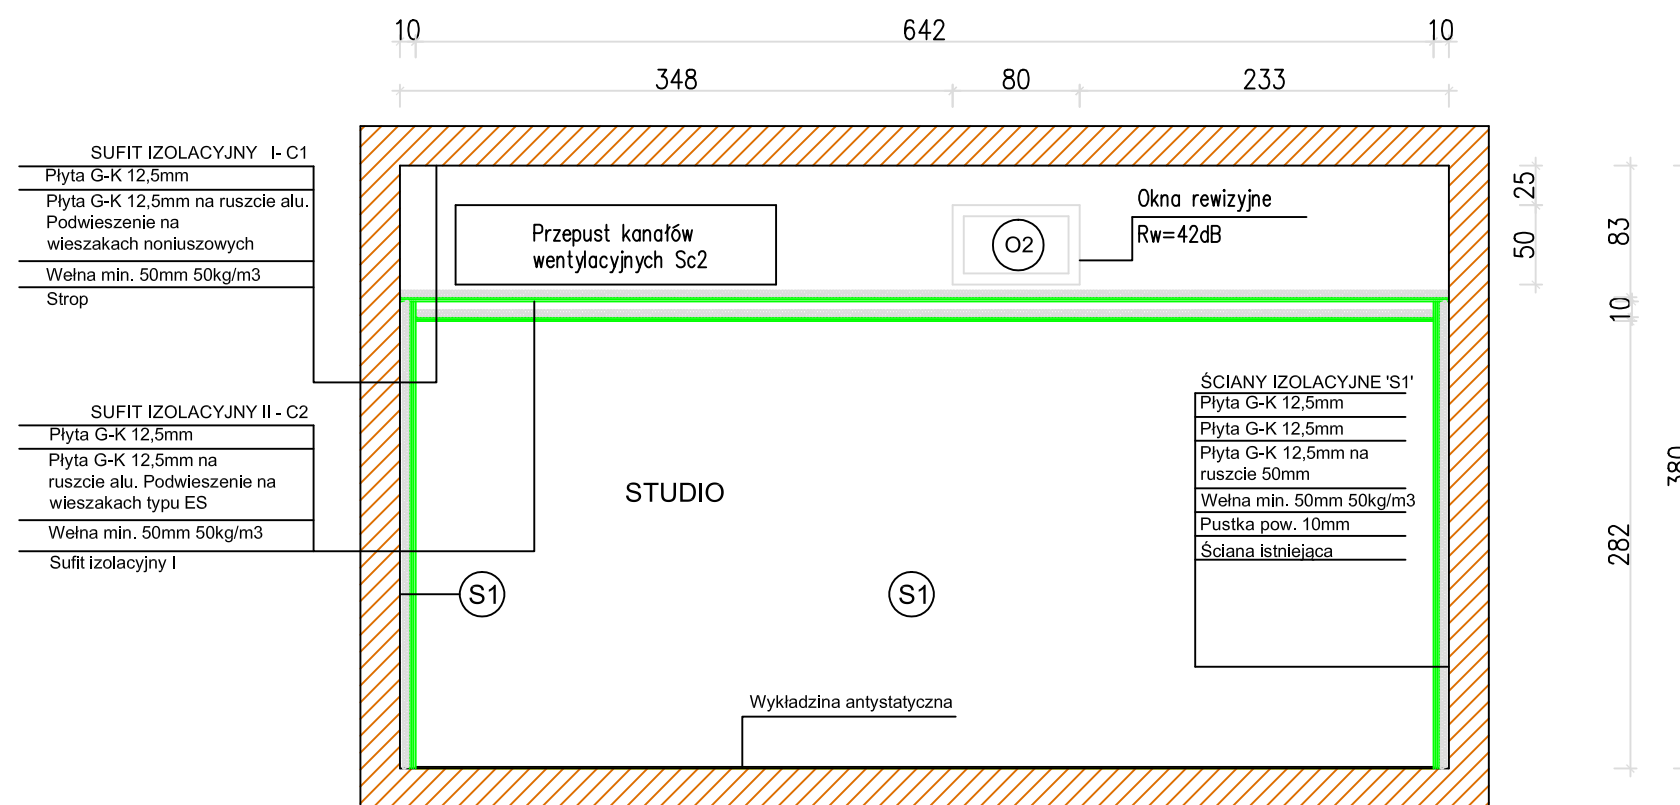 10 642 10
348 80 233
SUFIT IZOLACYJNY I- C1
Płyta G-K 12,5mm
Płyta G-K 12,5mm na ruszcie alu.
Podwieszenie na
wieszakach noniuszowych
Wełna min. 50mm 50kg/m3
Strop
Przepust kanałów
wentylacyjnych Sc2
O2
Okna rewizyjne
Rw=42dB
25
50
83
10
282
380
SUFIT IZOLACYJNY II - C2
Płyta G-K 12,5mm
Płyta G-K 12,5mm na
ruszcie alu. Podwieszenie na
wieszakach typu ES
Wełna min. 50mm 50kg/m3
Sufit izolacyjny I
STUDIO
S1
S1
ŚCIANY IZOLACYJNE 'S1'
Płyta G-K 12,5mm
Płyta G-K 12,5mm
Płyta G-K 12,5mm na
ruszcie 50mm
Wełna min. 50mm 50kg/m3
Pustka pow. 10mm
Ściana istniejąca
Wykładzina antystatyczna